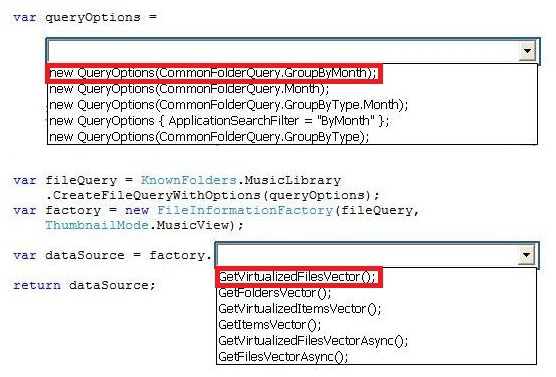 var queryOptions =
new QueryOptions(CommonFolderQuery.GroupByMonth);
new QueryOptions(CommonFolderQuery.Month);
new QueryOptions(CommonFolderQuery.GroupByType.Month);
new QueryOptions { ApplicationSearchFilter = "ByMonth" };
new QueryOptions(CommonFolderQuery.GroupByType);
var fileQuery = KnownFolders.MusicLibrary
.CreateFileQueryWithOptions(queryOptions);
var factory = new FileInformationFactory(fileQuery,
ThumbnailMode.MusicView);
var dataSource = factory.
GetVirtualizedFilesVector();
return dataSource;
GetFoldersVector();
GetVirtualizedItemsVector();
GetItemsVector();
GetVirtualizedFilesVectorAsync();
GetFilesVectorAsync();